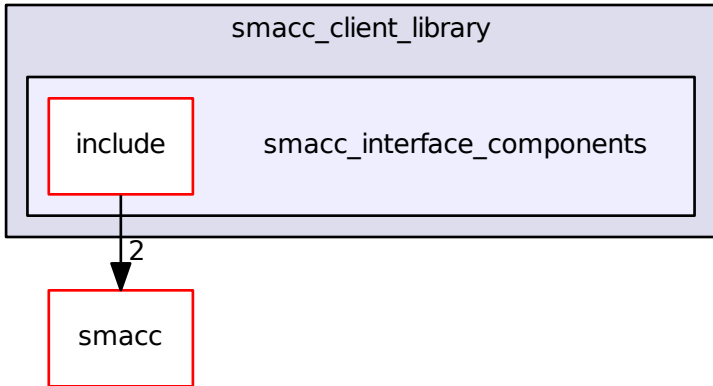 smacc_client_library
include
smacc_interface_components
2
smacc